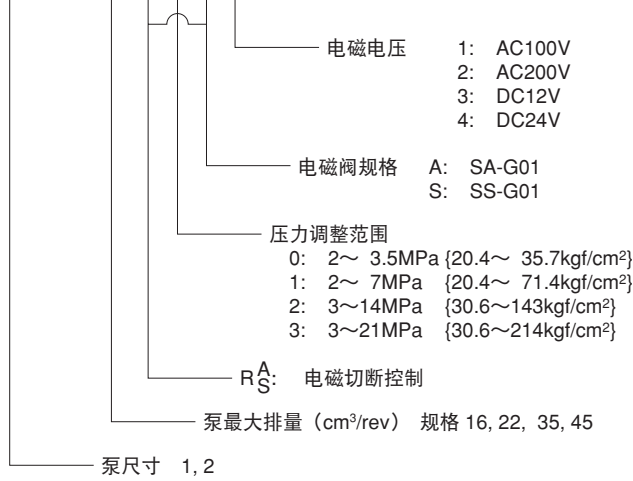 电磁电压 1: AC100V
2: AC200V
3: DC12V
4: DC24V
电磁阀规格 A: SA-G01
S: SS-G01
压力调整范围
0: 2～ 3.5MPa {20.4～ 35.7kgf/cm²}
1: 2～ 7MPa {20.4～ 71.4kgf/cm²}
2: 3～14MPa {30.6～143kgf/cm²}
3: 3～21MPa {30.6～214kgf/cm²}
R A/S: 电磁切断控制
泵最大排量（cm³/rev） 规格 16, 22, 35, 45
泵尺寸 1, 2